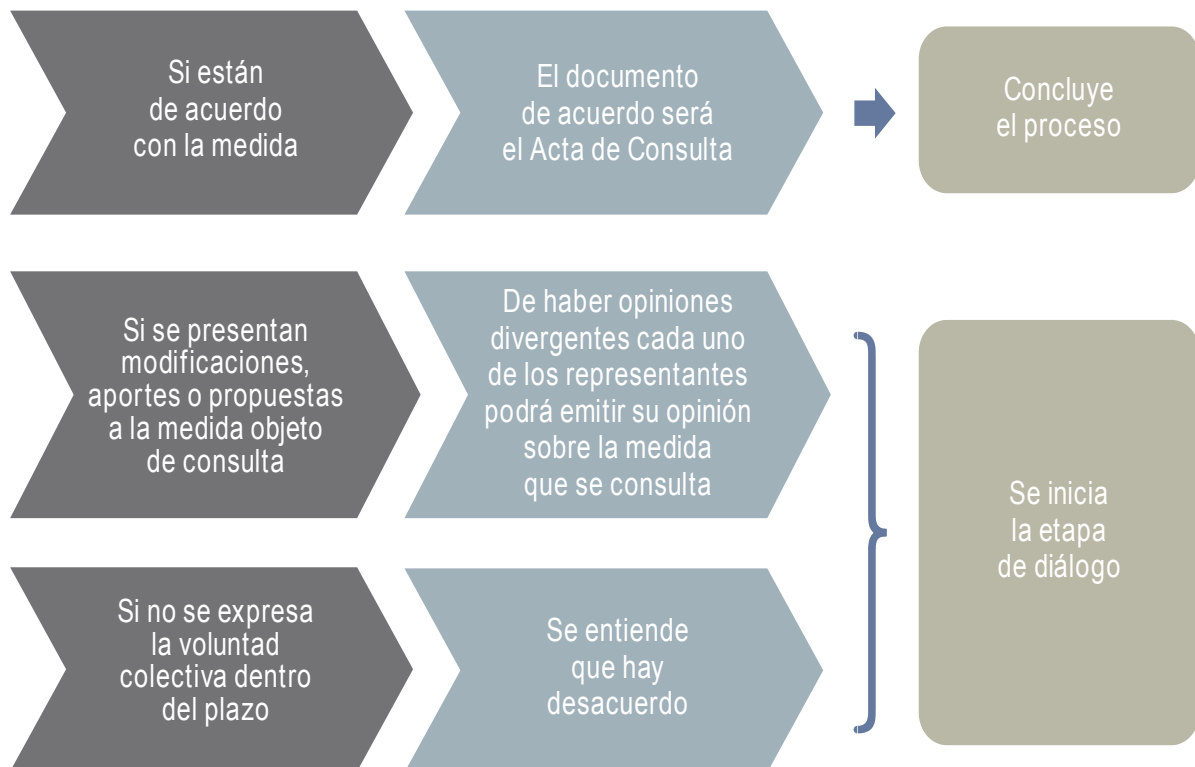 Si están
de acuerdo
con la medida
El documento
de acuerdo será
el Acta de Consulta
Concluye
el proceso
Si se presentan
modificaciones,
aportes o propuestas
a la medida objeto
de consulta
De haber opiniones
divergentes cada uno
de los representantes
podrá emitir su opinión
sobre la medida
que se consulta
Si no se expresa
la voluntad
colectiva dentro
del plazo
Se entiende
que hay
desacuerdo
Se inicia
la etapa
de diálogo